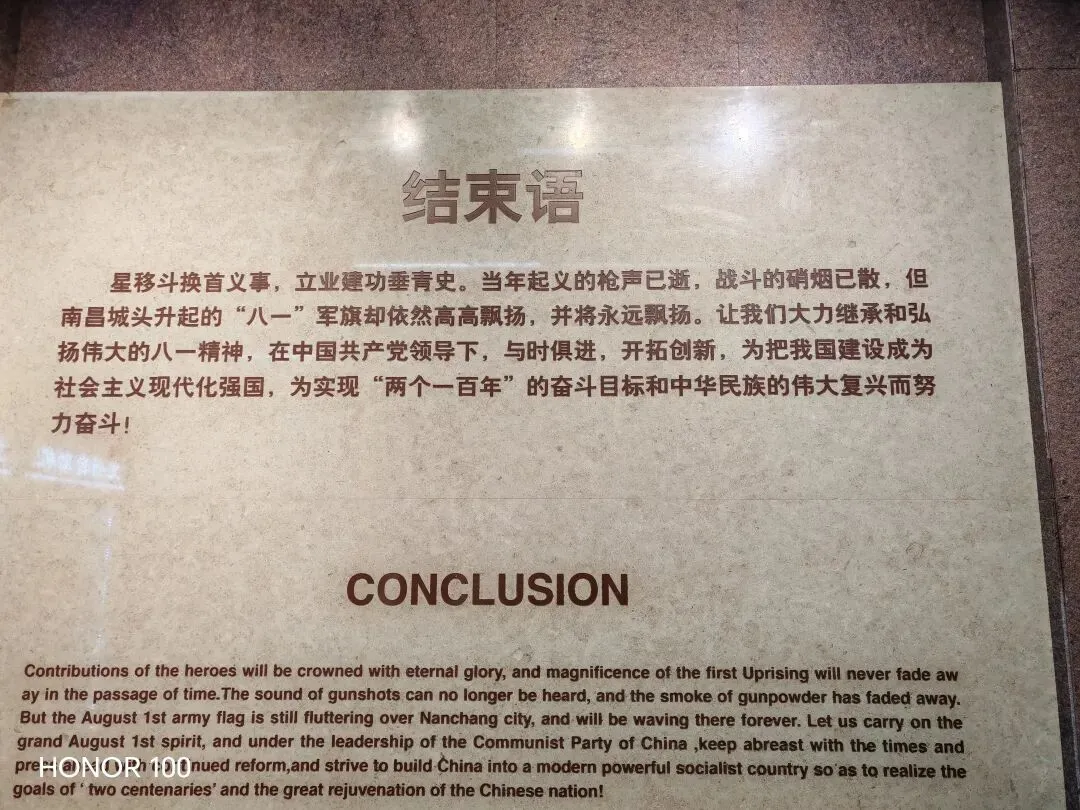 结束语
星移斗换首义事，立业建功垂青史。当年起义的枪声已逝，战斗的硝烟已散，但
南昌城头升起的“八一”军旗却依然高高飘扬，并将永远飘扬。让我们大力继承和弘
扬伟大的八一精神，在中国共产党领导下，与时俱进，开拓创新，为把我国建设成为
社会主义现代化强国，为实现“两个一百年”的奋斗目标和中华民族的伟大复兴而努
力奋斗！
CONCLUSION
Contributions of the heroes will be crowned with eternal glory, and magnificence of the first Uprising will never fade aw
ay in the passage of time.The sound of gunshots can no longer be heard, and the smoke of gunpowder has faded away.
But the August 1st army flag is still fluttering over Nanchang city, and will be waving there forever. Let us carry on the
grand August 1st spirit, and under the leadership of the Communist Party of China ,keep abreast with the times and
reform,and strive to build China into a modern powerful socialist country so as to realize the
goals of ‘ two centenaries’ and the great rejuvenation of the Chinese nation!
HONOR 100